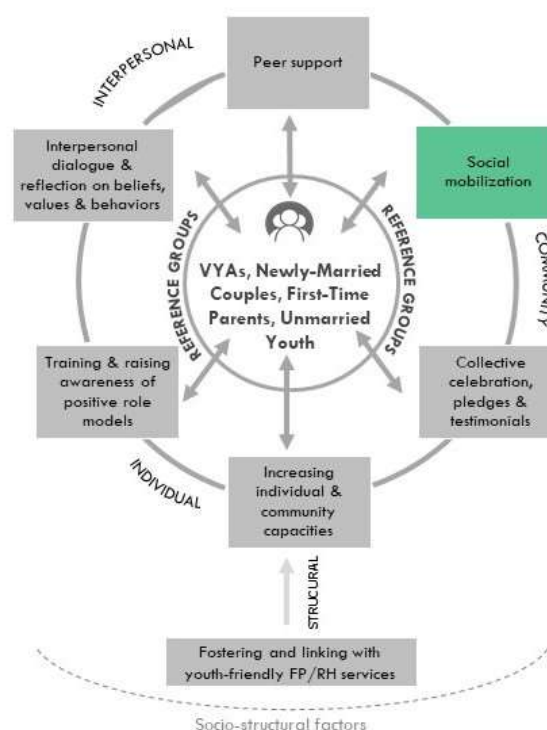 INTERPERSONAL
Peer support
Interpersonal
dialogue &
reflection on beliefs,
values & behaviors
Social
mobilization
REFERENCE GROUPS
REFERENCE GROUPS
COMMUNITY
VYAs, Newly-Married
Couples, First-Time
Parents, Unmarried
Youth
Training & raising
awareness of
positive role
models
Collective
celebration,
pledges &
testimonials
INDIVIDUAL
Increasing
individual &
community
capacities
STRUCTURAL
Fostering and linking with
youth-friendly FP/RH services
Socio-structural factors